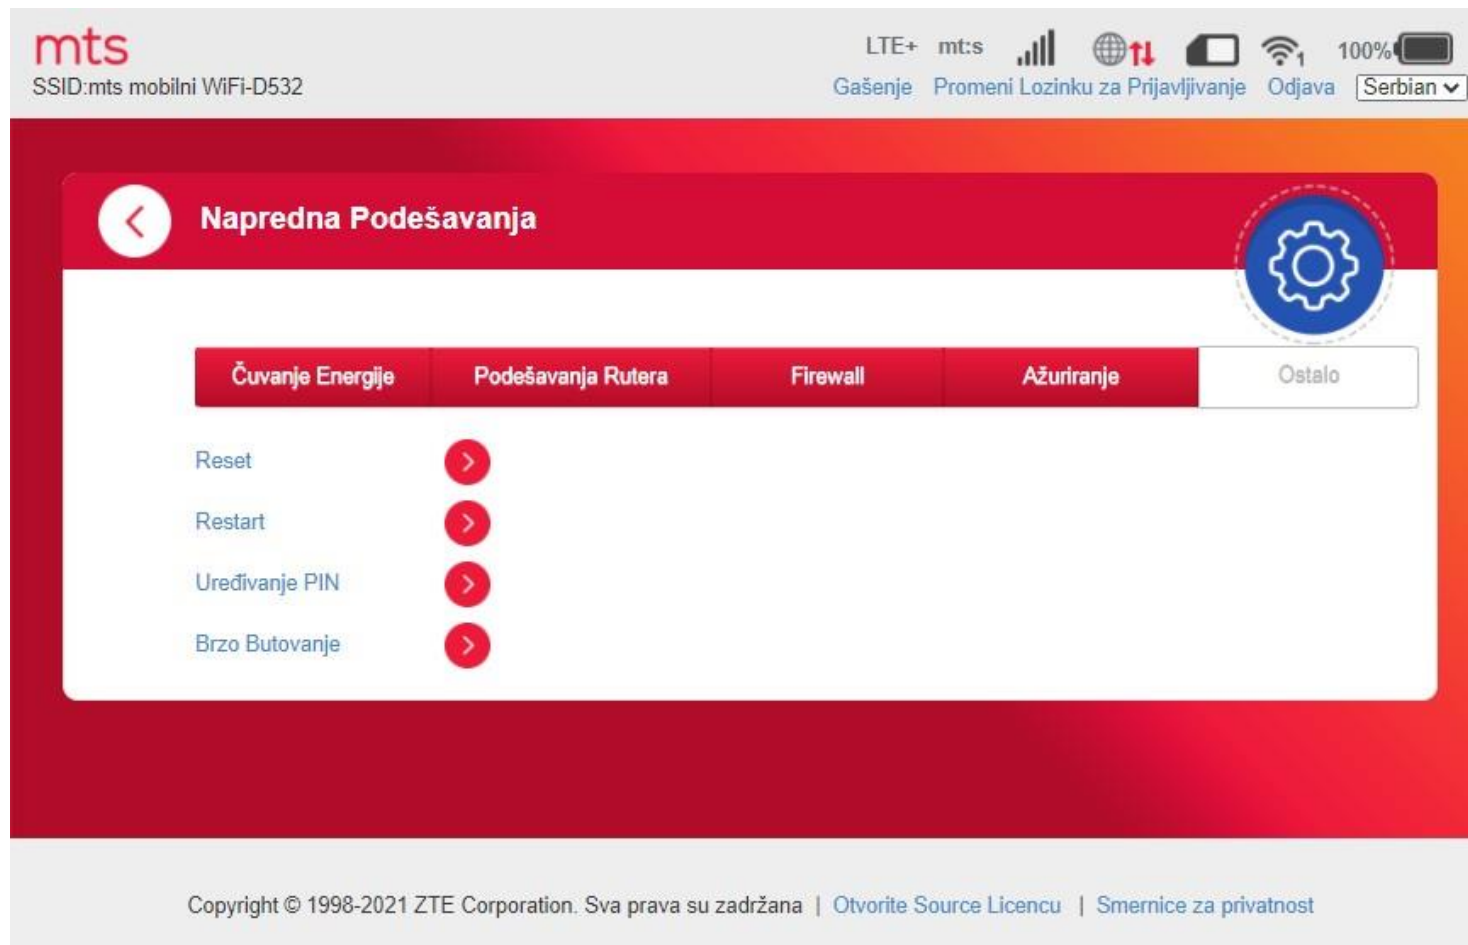 mts
LTE+ mt:s 1 100%
SSID:mts mobilni WiFi-D532
Gašenje Promeni Lozinku za Prijavljivanje Odjava Serbian
Napredna Podešavanja
Čuvanje Energije Podešavanja Rutera Firewall Ažuriranje Ostalo
Reset
Restart
Uređivanje PIN
Brzo Butovanje
Copyright © 1998-2021 ZTE Corporation. Sva prava su zadržana | Otvorite Source Licencu | Smernice za privatnost